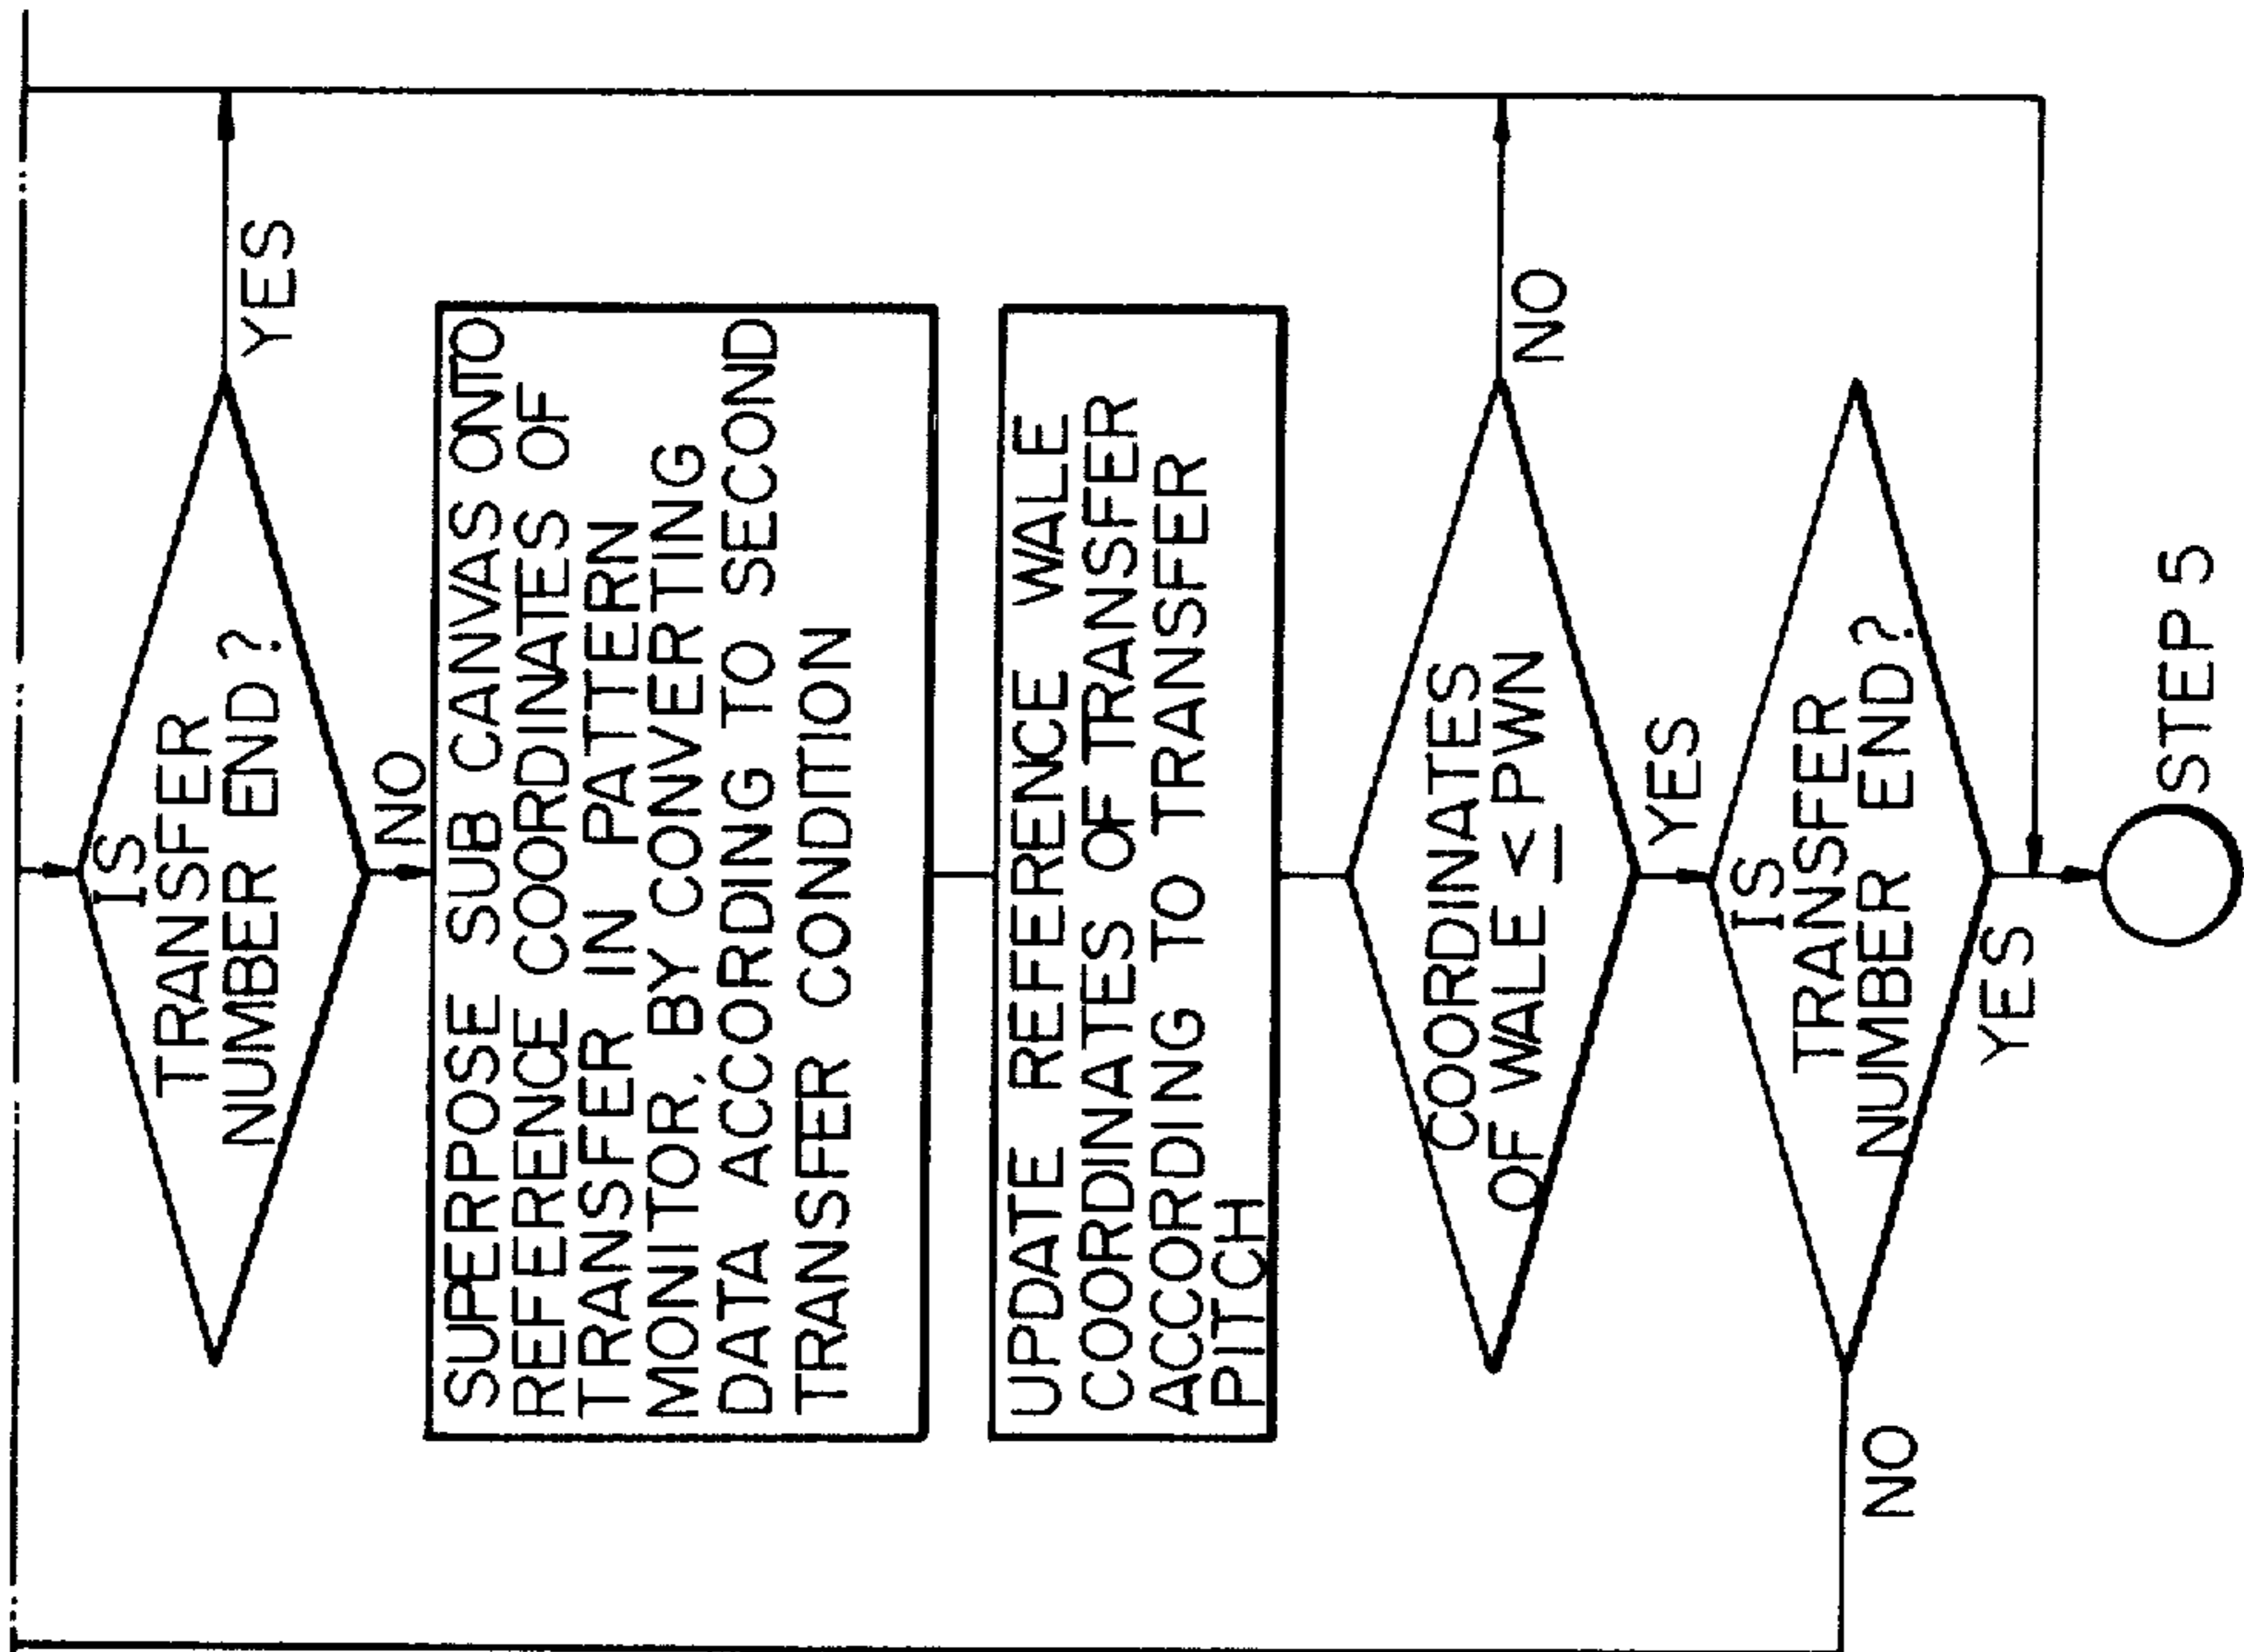 IS
TRANSFER
NUMBER END?
YES
NO
SUPERPOSE SUB CANVAS ONTO
REFERENCE COORDINATES OF
TRANSFER IN PATTERN
MONITOR, BY CONVERTING
DATA ACCORDING TO SECOND
TRANSFER CONDITION
UPDATE REFERENCE WALE
COORDINATES OF TRANSFER
ACCORDING TO TRANSFER
PITCH
COORDINATES
OF WALE ≤ PWN
NO
YES
IS
TRANSFER
NUMBER END?
NO
YES
STEP 5